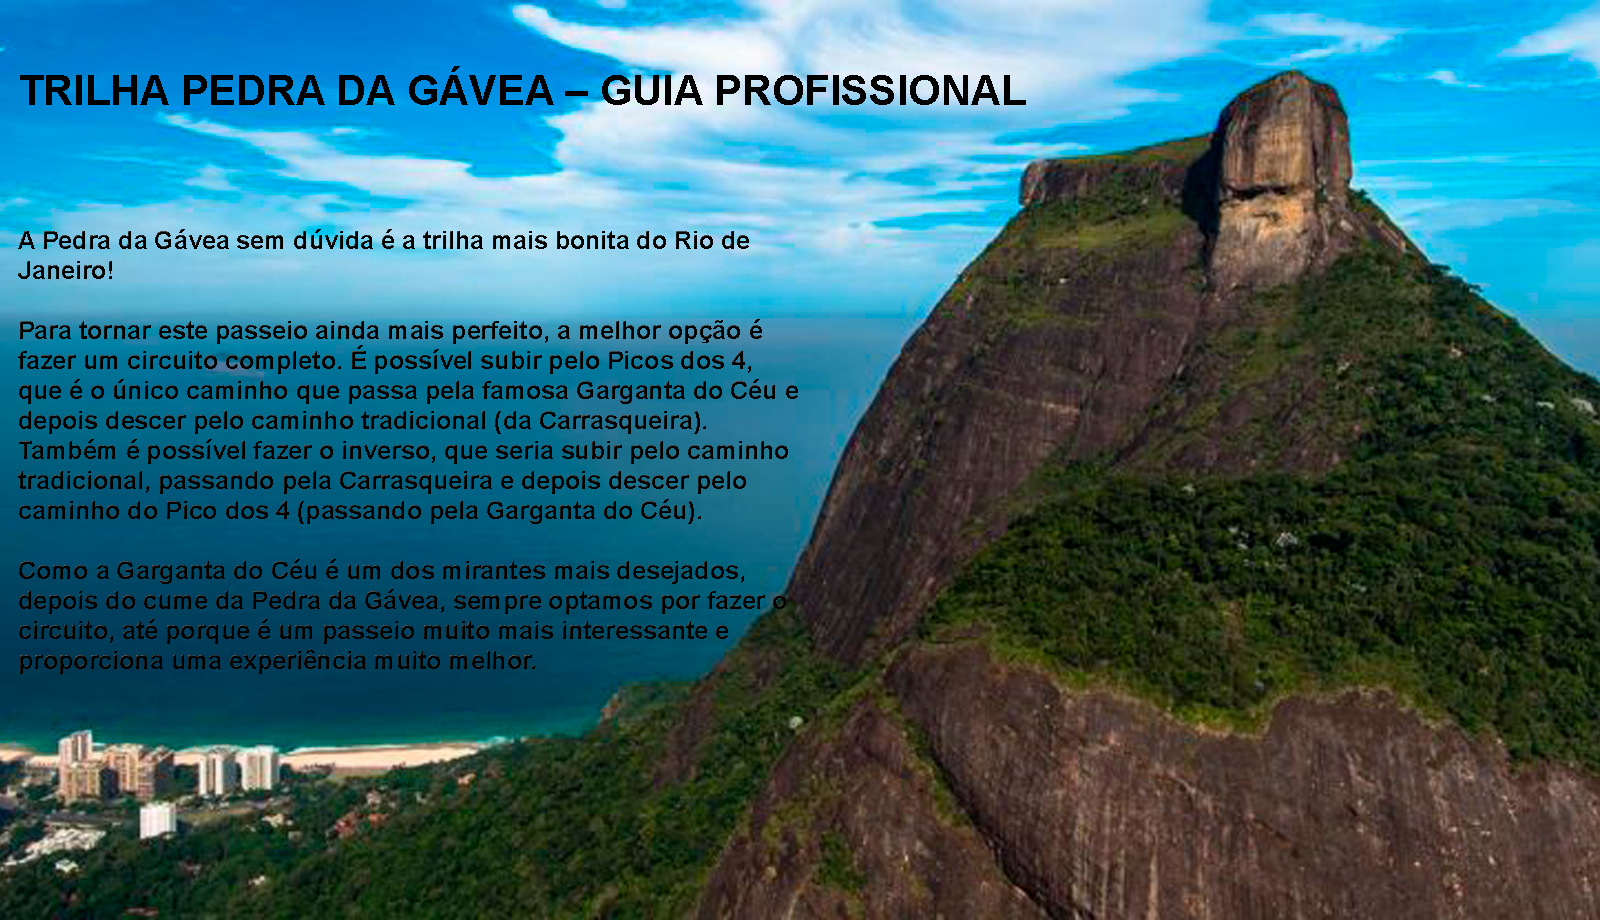 TRILHA PEDRA DA GÁVEA – GUIA PROFISSIONAL
A Pedra da Gávea sem dúvida é a trilha mais bonita do Rio de
Janeiro!
Para tornar este passeio ainda mais perfeito, a melhor opção é
fazer um circuito completo. É possível subir pelo Picos dos 4,
que é o único caminho que passa pela famosa Garganta do Céu e
depois descer pelo caminho tradicional (da Carrasqueira).
Também é possível fazer o inverso, que seria subir pelo caminho
tradicional, passando pela Carrasqueira e depois descer pelo
caminho do Pico dos 4 (passando pela Garganta do Céu).
Como a Garganta do Céu é um dos mirantes mais desejados,
depois do cume da Pedra da Gávea, sempre optamos por fazer o
circuito, até porque é um passeio muito mais interessante e
proporciona uma experiência muito melhor.